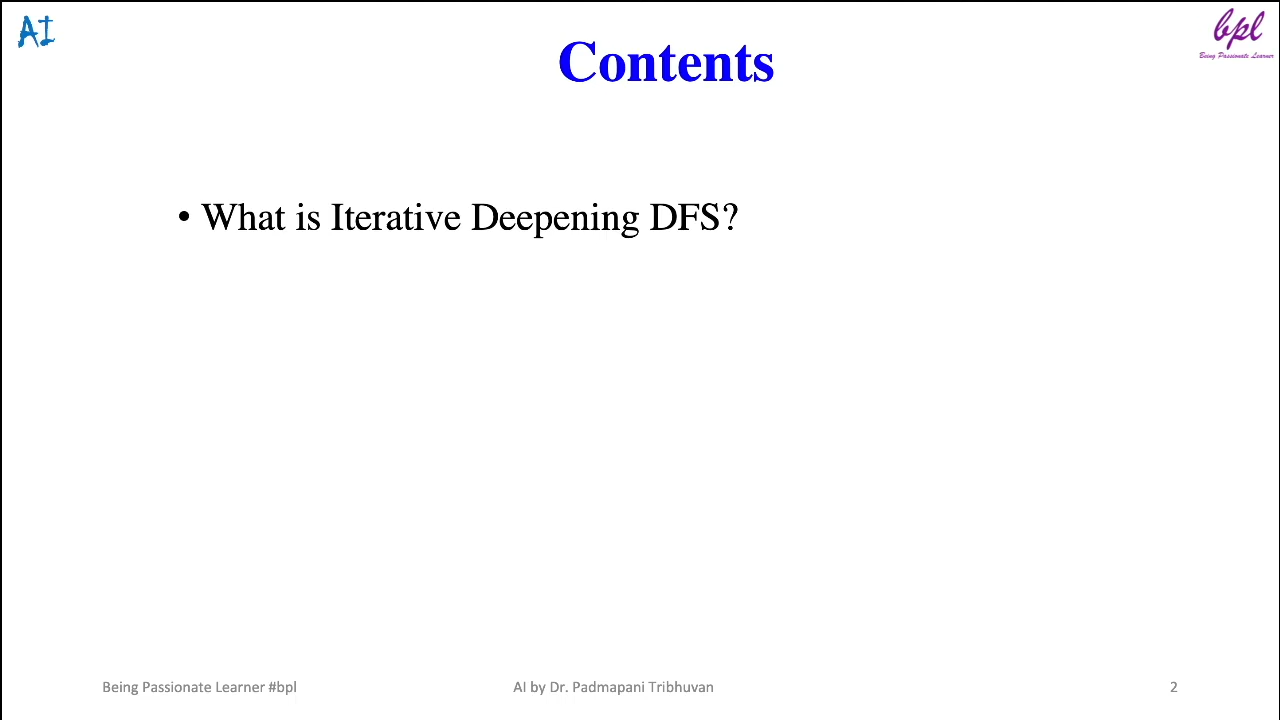 AI
bpl
Being Passionate Learner
Contents
• What is Iterative Deepening DFS?
Being Passionate Learner #bpl
AI by Dr. Padmapani Tribhuvan
2